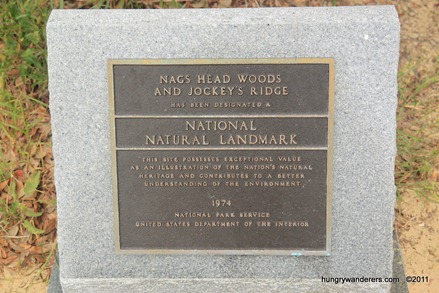 NAGS HEAD WOODS
AND JOCKEY'S RIDGE
HAS BEEN DESIGNATED A
NATIONAL
NATURAL LANDMARK
THIS SITE POSSESSES EXCEPTIONAL VALUE
AS AN ILLUSTRATION OF THE NATION'S NATURAL
HERITAGE AND CONTRIBUTES TO A BETTER
UNDERSTANDING OF THE ENVIRONMENT
1974
NATIONAL PARK SERVICE
UNITED STATES DEPARTMENT OF THE INTERIOR
hungrywanderers.com ©2011